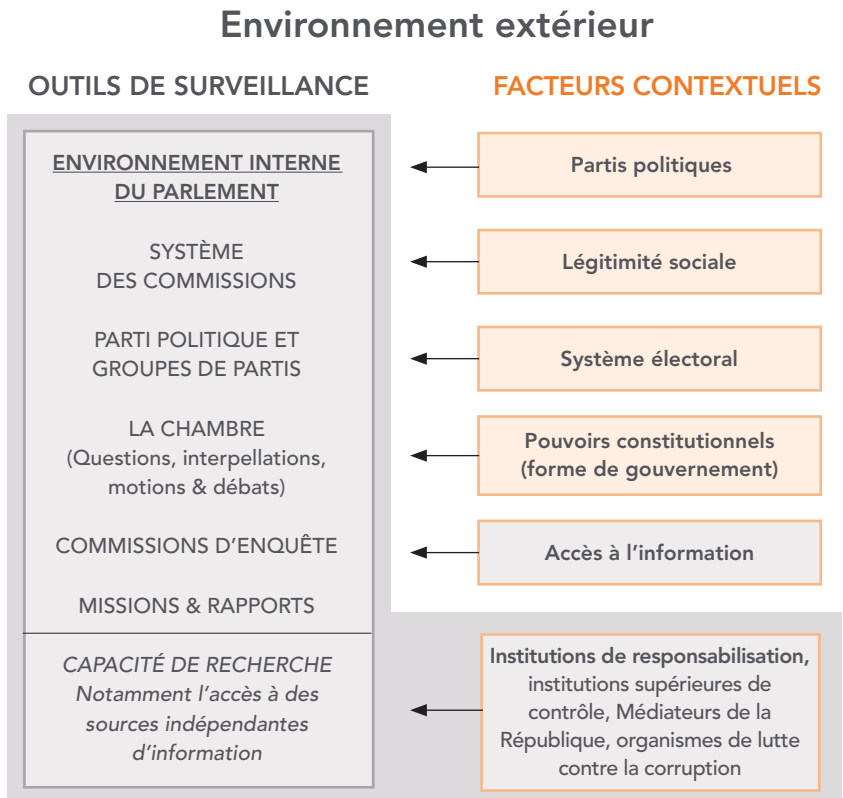 Environnement extérieur
OUTILS DE SURVEILLANCE
ENVIRONNEMENT INTERNE
DU PARLEMENT
SYSTÈME
DES COMMISSIONS
PARTI POLITIQUE ET
GROUPES DE PARTIS
LA CHAMBRE
(Questions, interpellations,
motions & débats)
COMMISSIONS D'ENQUÊTE
MISSIONS & RAPPORTS
CAPACITÉ DE RECHERCHE
Notamment l'accès à des
sources indépendantes
d'information
FACTEURS CONTEXTUELS
Partis politiques
Légitimité sociale
Système électoral
Pouvoirs constitutionnels
(forme de gouvernement)
Accès à l'information
Institutions de responsabilisation,
institutions supérieures de
contrôle, Médiateurs de la
République, organismes de lutte
contre la corruption